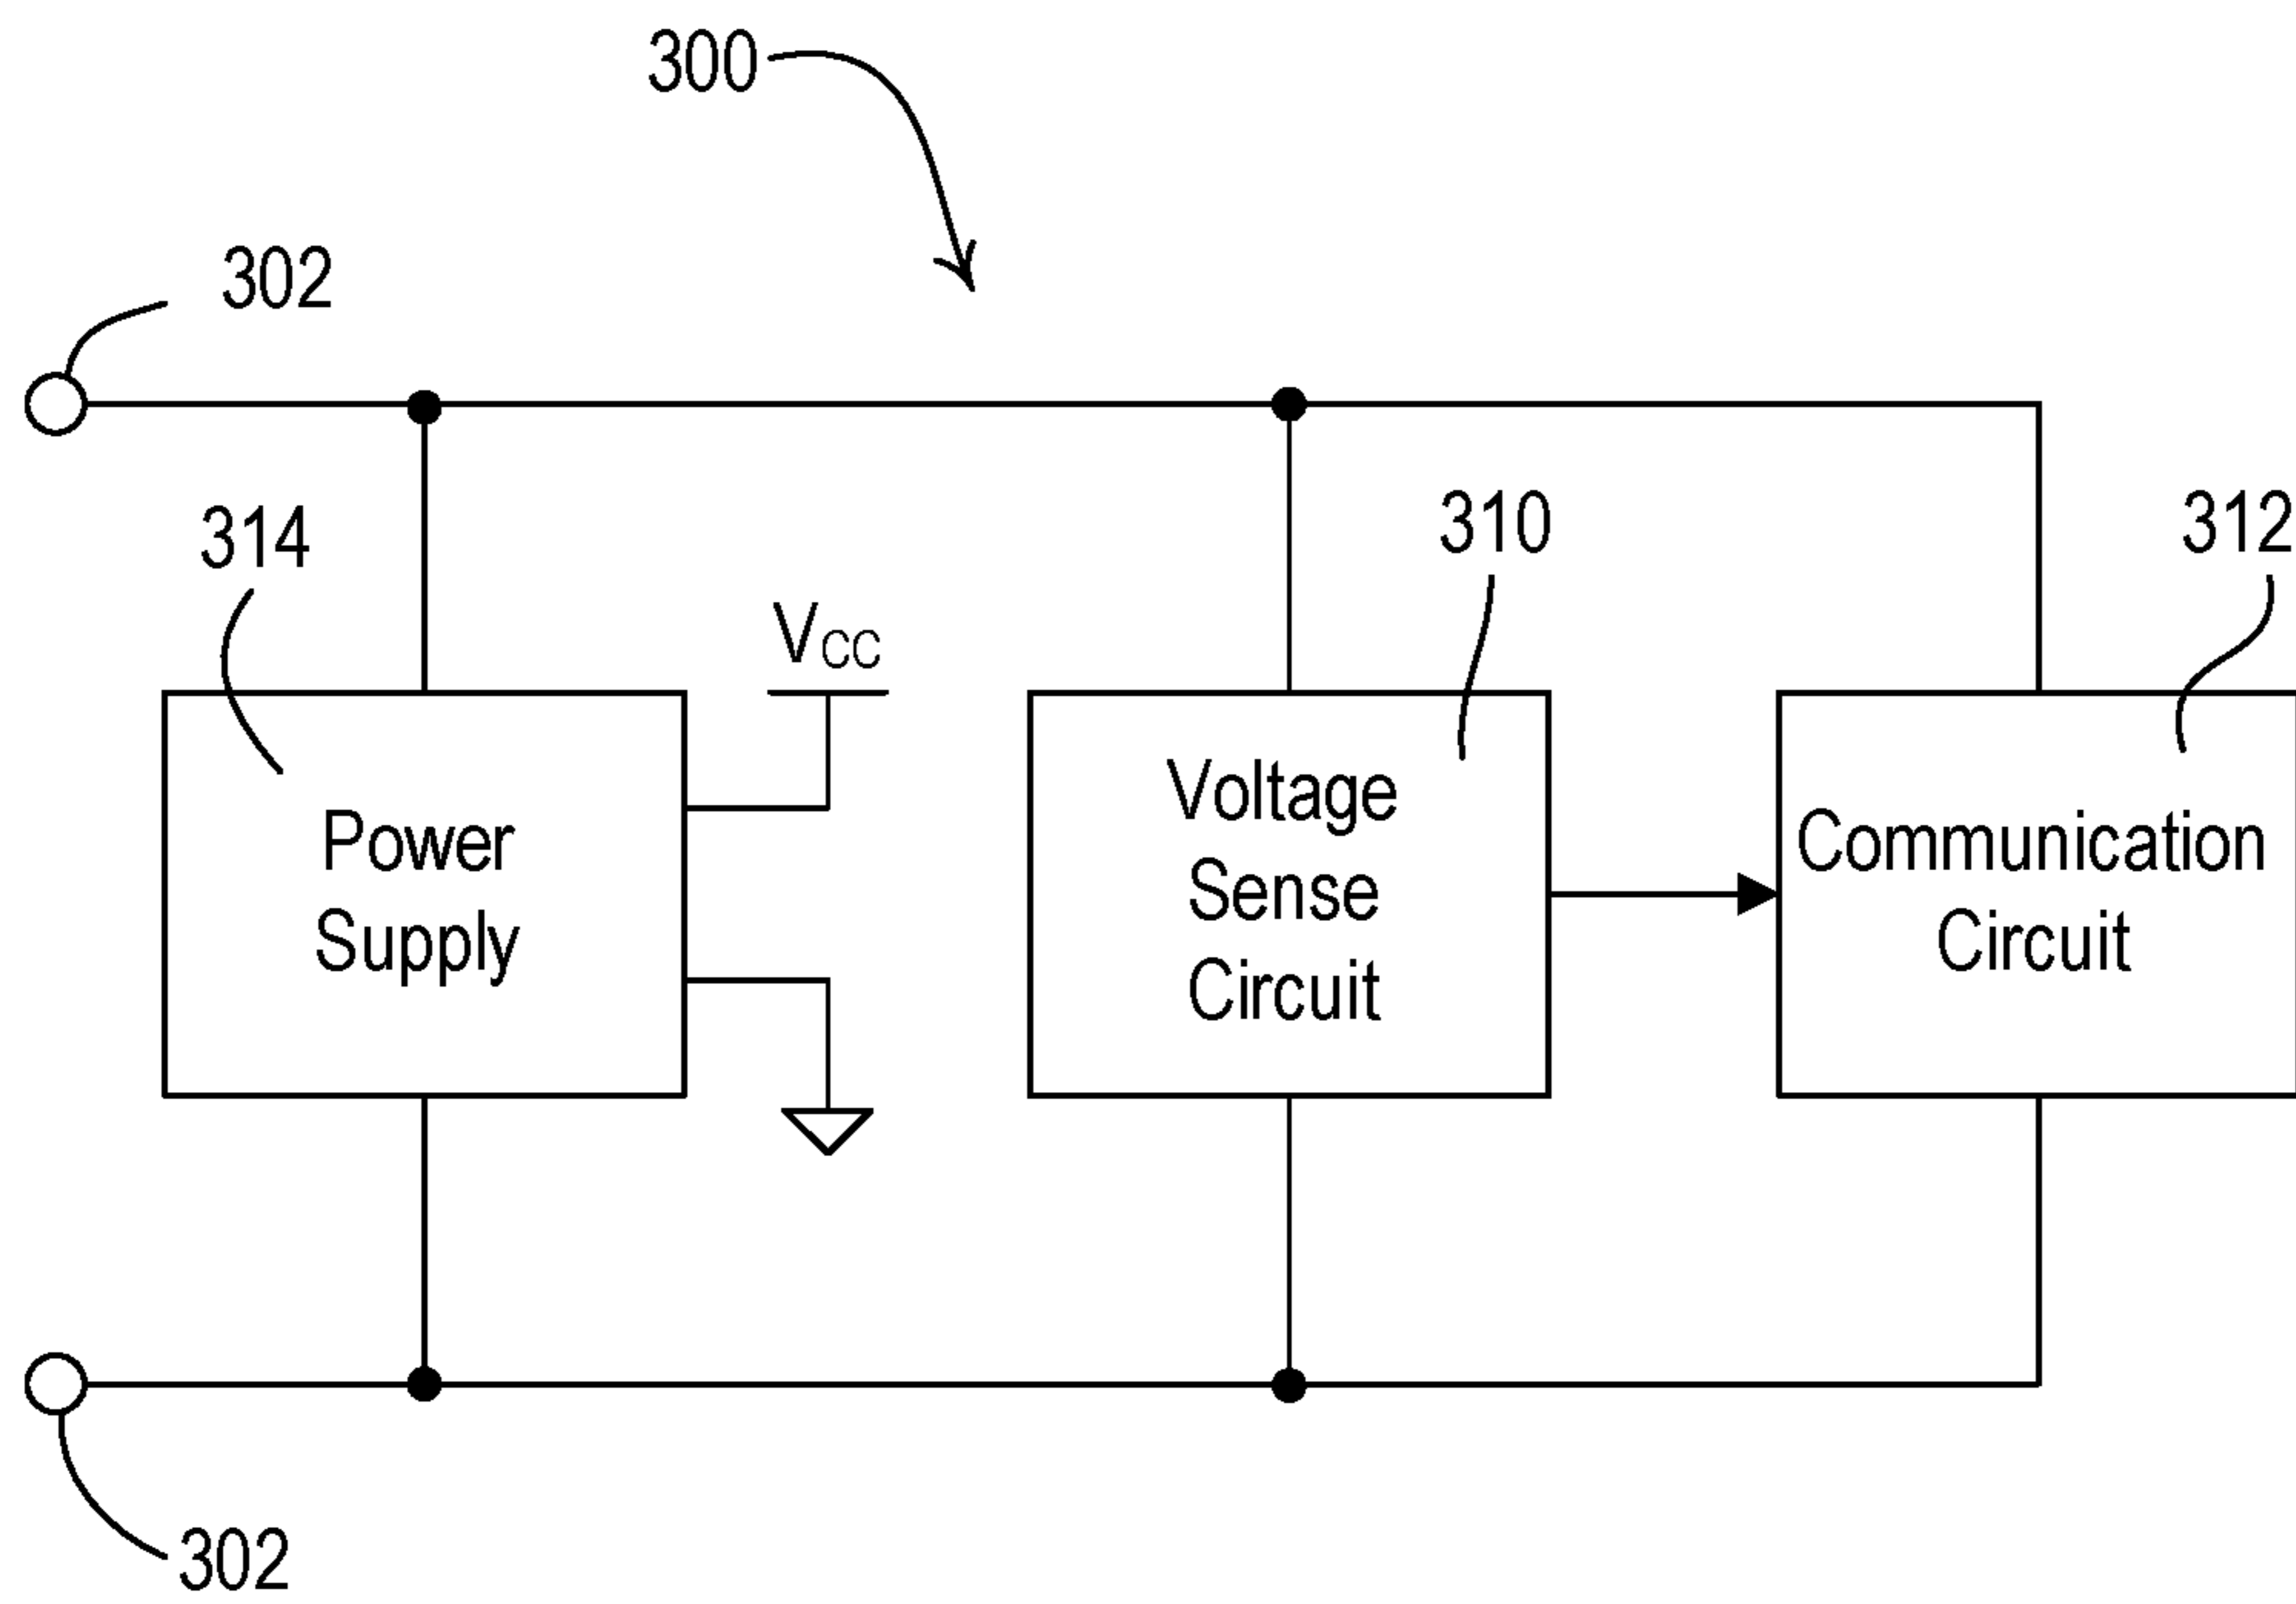 300
302
314
310
312
VCC
Power
Supply
Voltage
Sense
Circuit
Communication
Circuit
302